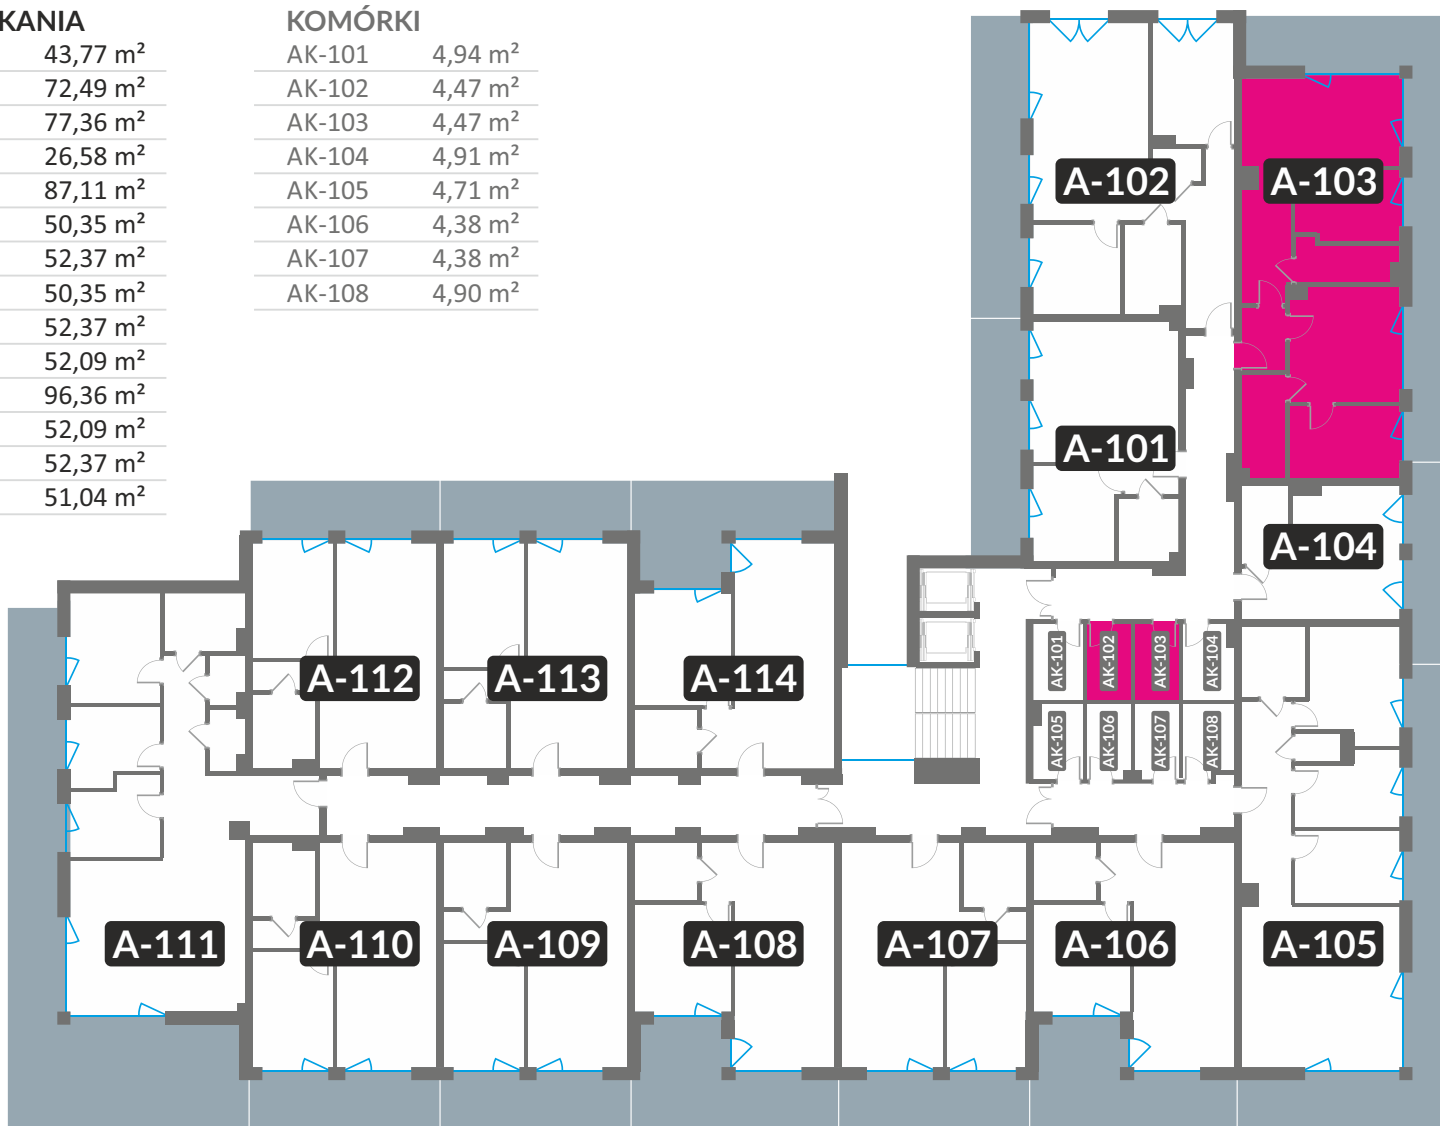 KANIA
43,77 m²
72,49 m²
77,36 m²
26,58 m²
87,11 m²
50,35 m²
52,37 m²
50,35 m²
52,37 m²
52,09 m²
96,36 m²
52,09 m²
52,37 m²
51,04 m²
KOMÓRKI
AK-101 4,94 m²
AK-102 4,47 m²
AK-103 4,47 m²
AK-104 4,91 m²
AK-105 4,71 m²
AK-106 4,38 m²
AK-107 4,38 m²
AK-108 4,90 m²
A-102
A-103
A-101
A-104
AK-101
AK-102
AK-103
AK-104
A-112
A-113
A-114
AK-105
AK-106
AK-107
AK-108
A-111
A-110
A-109
A-108
A-107
A-106
A-105